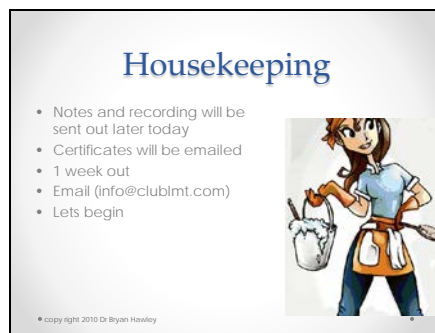 Housekeeping
• Notes and recording will be
sent out later today
• Certificates will be emailed
• 1 week out
• Email (info@clublmt.com)
• Lets begin
• copy right 2010 Dr Bryan Hawley